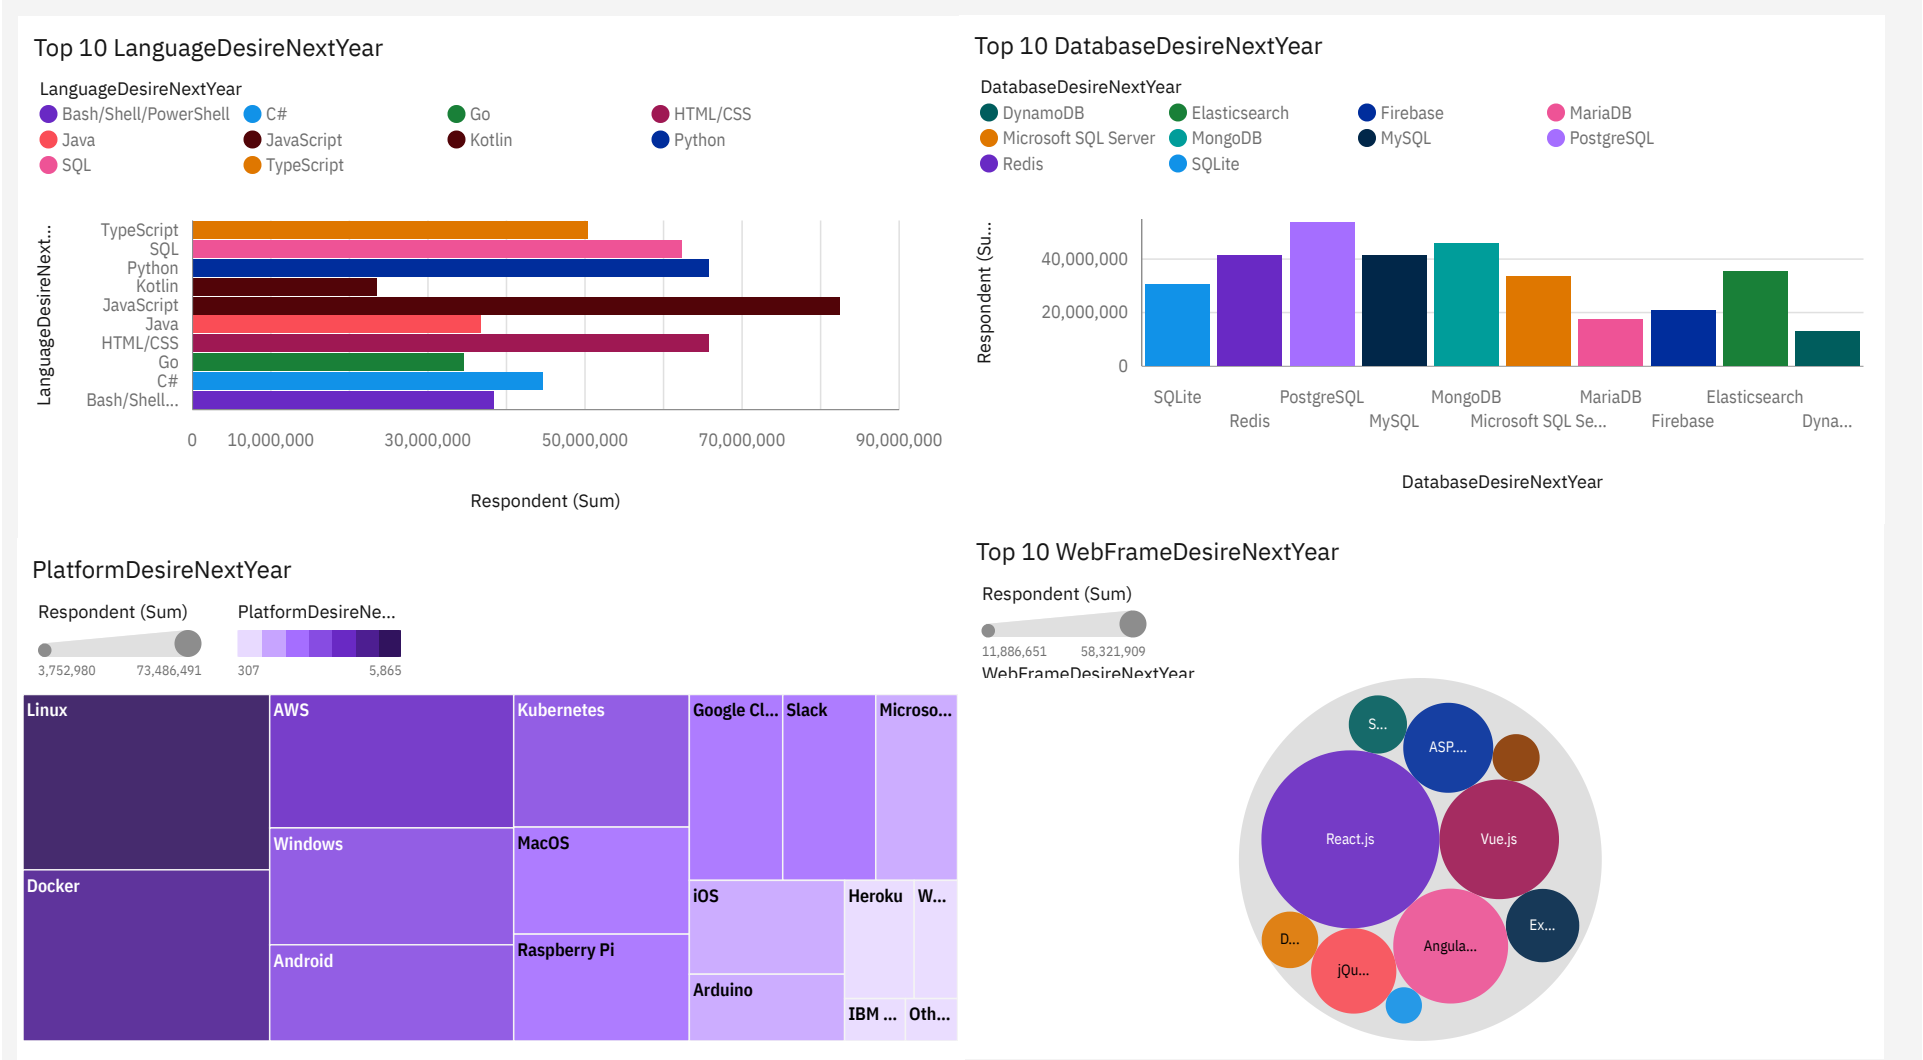 Top 10 LanguageDesireNextYear
LanguageDesireNextYear
Bash/Shell/PowerShell C# Go HTML/CSS
Java JavaScript Kotlin Python
SQL TypeScript
LanguageDesireNext...
TypeScript
SQL
Python
Kotlin
JavaScript
Java
HTML/CSS
Go
C#
Bash/Shell...
0 10,000,000 30,000,000 50,000,000 70,000,000 90,000,000
Respondent (Sum)
Top 10 DatabaseDesireNextYear
DatabaseDesireNextYear
DynamoDB Elasticsearch Firebase MariaDB
Microsoft SQL Server MongoDB MySQL PostgreSQL
Redis SQLite
Respondent (Su...
40,000,000
20,000,000
0
SQLite PostgreSQL MongoDB MariaDB Elasticsearch
Redis MySQL Microsoft SQL Se... Firebase Dyna...
DatabaseDesireNextYear
PlatformDesireNextYear
Respondent (Sum) PlatformDesireNe...
3,752,980 73,486,491 307 5,865
Linux AWS Kubernetes Google Cl... Slack Microso...
Windows MacOS
Docker iOS Heroku W...
Android Raspberry Pi
Arduino IBM ... Oth...
Top 10 WebFrameDesireNextYear
Respondent (Sum)
11,886,651 58,321,909
WebFrameDesireNextYear
S...
ASP....
React.js Vue.js
Ex...
D... Angula...
jQu...